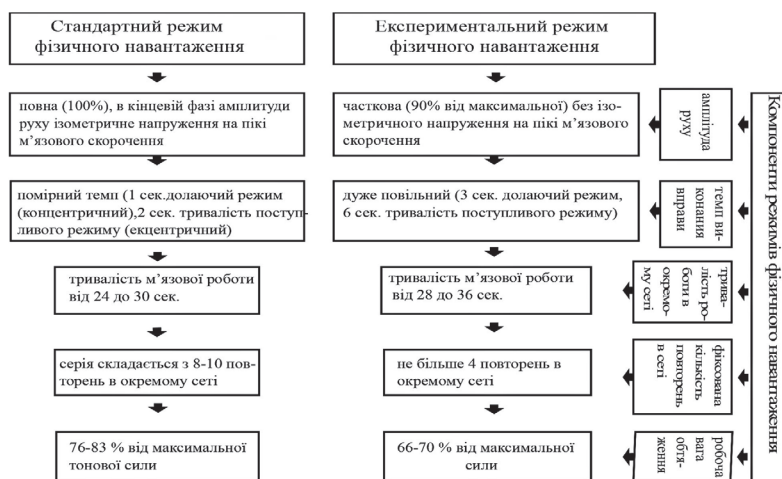 Стандартний режим
фізичного навантаження
повна (100%), в кінцевій фазі амплитуди
руху ізометричне напруження на пікі
м’язового скорочення
помірний темп (1 сек.долаючий режим
(концентричний),2 сек. тривалість поступ-
ливого режиму (екцентричний)
тривалість м’язової роботи
від 24 до 30 сек.
серія складається з 8-10 пов-
торень в окремому сеті
76-83 % від максимальної
тонової сили
Експериментальний режим
фізичного навантаження
часткова (90% від максимальної) без ізо-
метричного напруження на пікі м’язового
скорочення
дуже повільний (3 сек. долаючий режим,
6 сек. тривалість поступливого режиму)
тривалість м’язової роботи
від 28 до 36 сек.
не більше 4 повторень в
окремому сеті
66-70 % від максимальної
сили
амплітуда
руху
темп ви-
конання
вправи
трива-
лість ро-
боти в
окремо-
му сеті
фіксована
кількість
повторень
в сеті
робоча
вага
обтя-
ження
Компоненти режимів фізичного навантаження